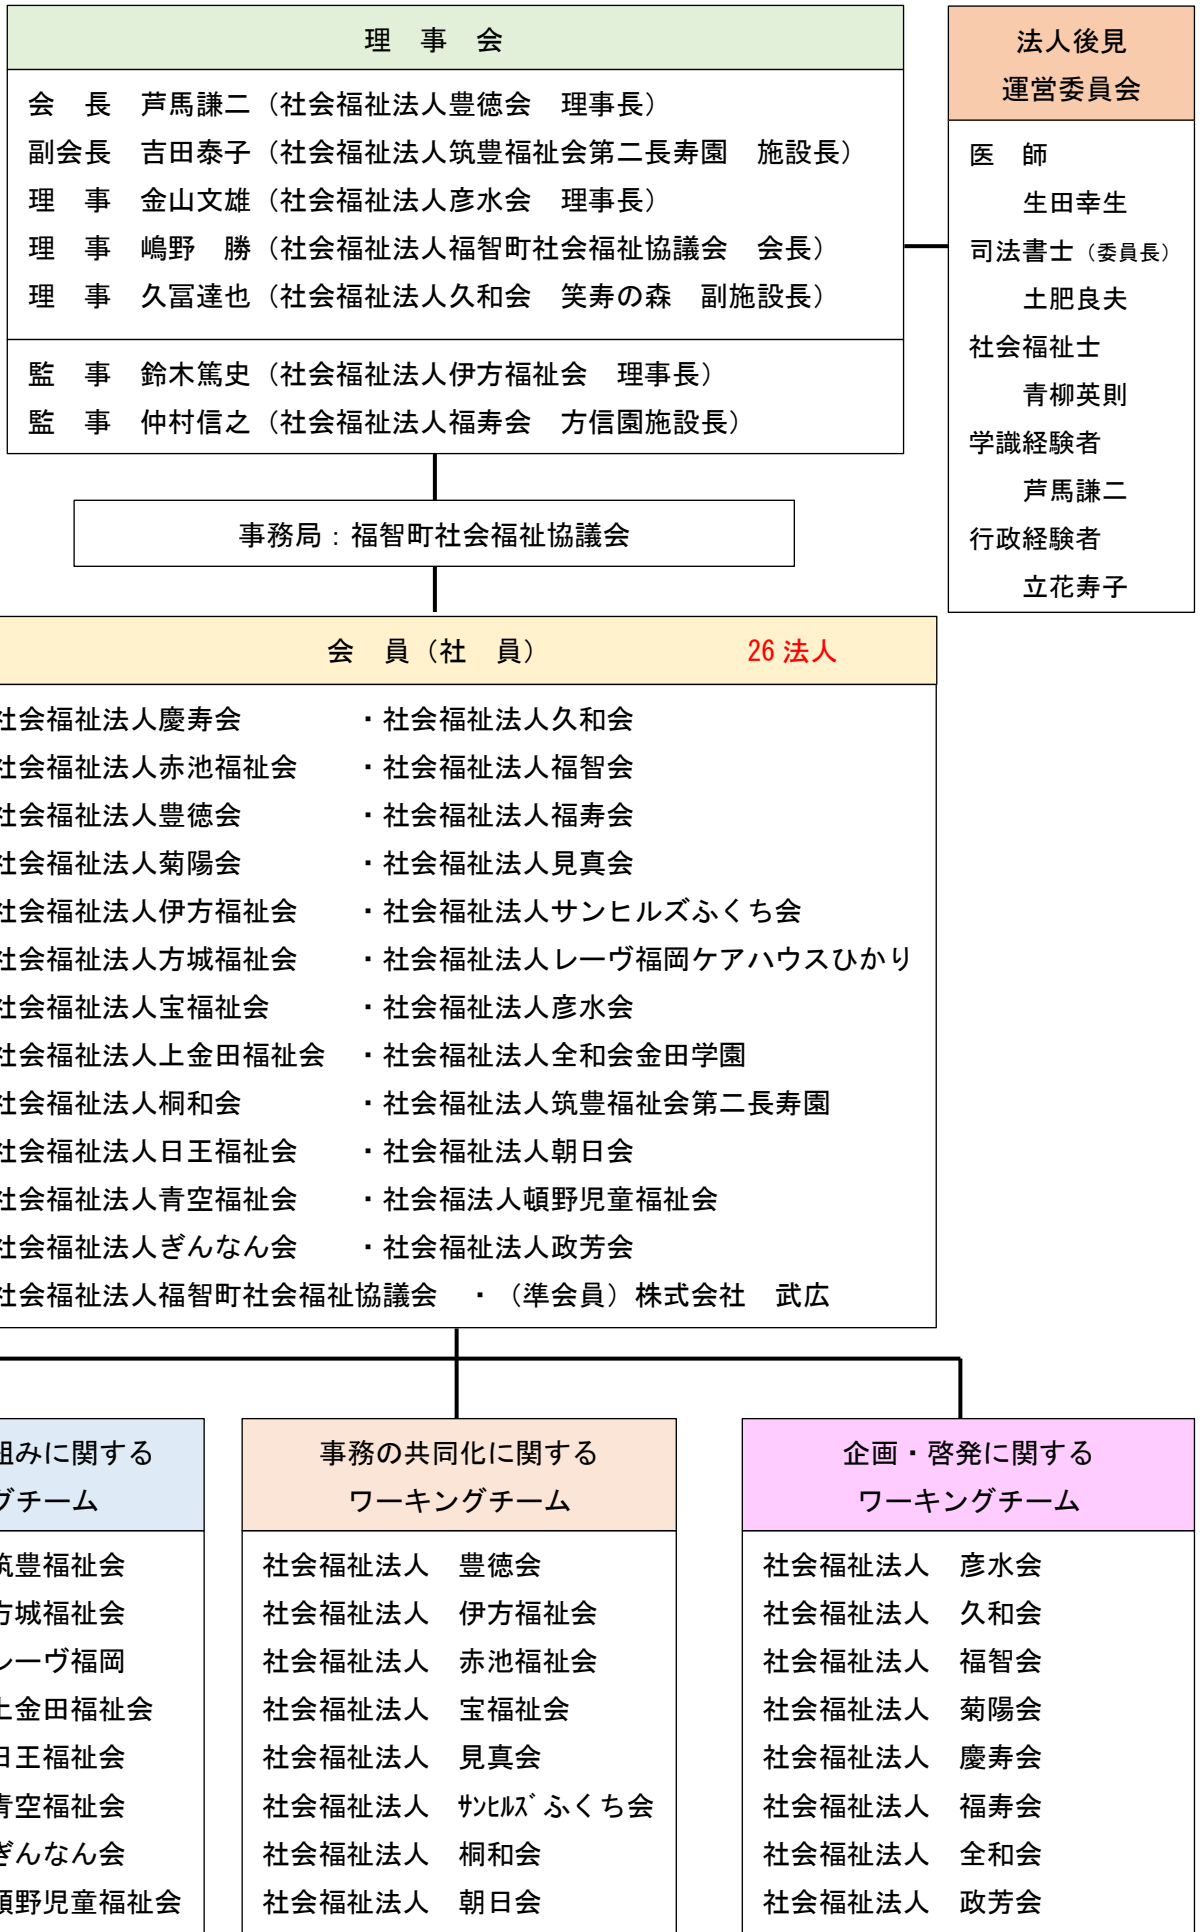 理　事　会
会　長　芦馬謙二（社会福祉法人豊徳会　理事長）
副会長　吉田泰子（社会福祉法人筑豊福祉会第二長寿園　施設長）
理　事　金山文雄（社会福祉法人彦水会　理事長）
理　事　嶋野　勝（社会福祉法人福智町社会福祉協議会　会長）
理　事　久冨達也（社会福祉法人久和会　笑寿の森　副施設長）
監　事　鈴木篤史（社会福祉法人伊方福祉会　理事長）
監　事　仲村信之（社会福祉法人福寿会　方信園施設長）
法人後見
運営委員会
医　師
生田幸生
司法書士（委員長）
土肥良夫
社会福祉士
青柳英則
学識経験者
芦馬謙二
行政経験者
立花寿子
事務局：福智町社会福祉協議会
会　員（社　員）　26法人
社会福祉法人慶寿会　・社会福祉法人久和会
社会福祉法人赤池福祉会　・社会福祉法人福智会
社会福祉法人豊徳会　・社会福祉法人福寿会
社会福祉法人菊陽会　・社会福祉法人見真会
社会福祉法人伊方福祉会　・社会福祉法人サンヒルズふくち会
社会福祉法人方城福祉会　・社会福祉法人レーヴ福岡ケアハウスひかり
社会福祉法人宝福祉会　・社会福祉法人彦水会
社会福祉法人上金田福祉会　・社会福祉法人全和会金田学園
社会福祉法人桐和会　・社会福祉法人筑豊福祉会第二長寿園
社会福祉法人日王福祉会　・社会福祉法人朝日会
社会福祉法人青空福祉会　・社会福法人頓野児童福祉会
社会福祉法人ぎんなん会　・社会福祉法人政芳会
社会福祉法人福智町社会福祉協議会　・（準会員）株式会社　武広
組みに関する
グチーム
筑豊福祉会
方城福祉会
レーヴ福岡
上金田福祉会
日王福祉会
青空福祉会
ぎんなん会
頓野児童福祉会
事務の共同化に関する
ワーキングチーム
社会福祉法人　豊徳会
社会福祉法人　伊方福祉会
社会福祉法人　赤池福祉会
社会福祉法人　宝福祉会
社会福祉法人　見真会
社会福祉法人　ｻﾝﾋﾙｽﾞふくち会
社会福祉法人　桐和会
社会福祉法人　朝日会
企画・啓発に関する
ワーキングチーム
社会福祉法人　彦水会
社会福祉法人　久和会
社会福祉法人　福智会
社会福祉法人　菊陽会
社会福祉法人　慶寿会
社会福祉法人　福寿会
社会福祉法人　全和会
社会福祉法人　政芳会